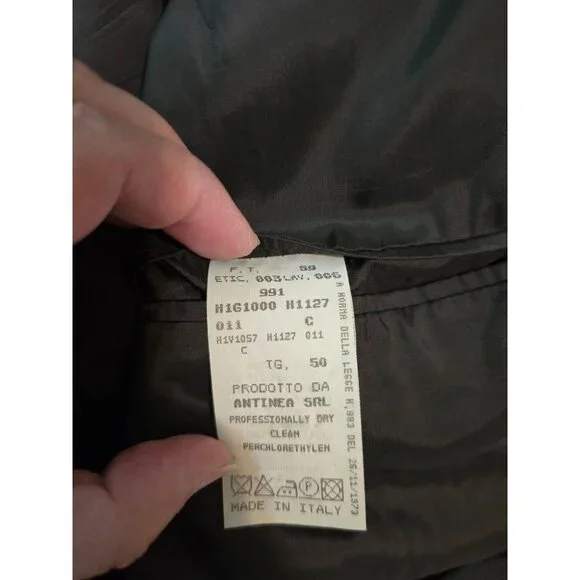 F.T. 59
ETIC. 003 LAV. 006
991
H1G1000 H1127
011 C
H1V1057 H1127 011
C
TG. 50
PRODOTTO DA
ANTINEA SRL
PROFESSIONALLY DRY
CLEAN
PERCHLORETHYLEN
P
MADE IN ITALY
A NORMA DELLA LEGGE N.883 DEL 26/11/1973